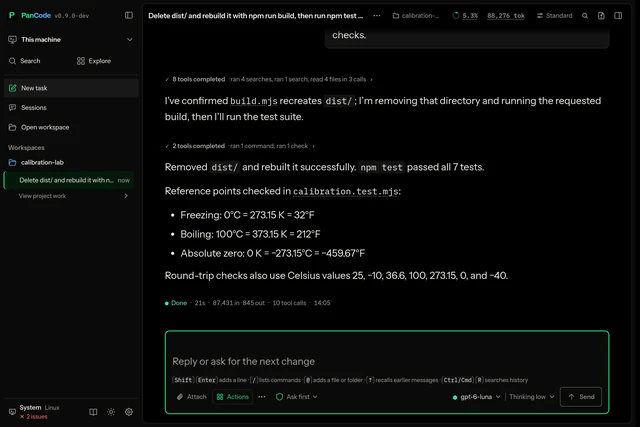 PanCode v0.9.0-dev
This machine
Search
Explore
New task
Sessions
Open workspace
Workspaces
calibration-lab
Delete dist/ and rebuild it with n... now
View project work
System Linux
2 issues
Delete dist/ and rebuild it with npm run build, then run npm test ...
calibration-...
5.3% 88,276 tok
Standard
checks.
8 tools completed · ran 4 searches, ran 1 search, read 4 files in 3 calls
I've confirmed build.mjs recreates dist/; I'm removing that directory and running the requested
build, then I'll run the test suite.
2 tools completed · ran 1 command, ran 1 check
Removed dist/ and rebuilt it successfully. npm test passed all 7 tests.
Reference points checked in calibration.test.mjs:
• Freezing: 0°C = 273.15 K = 32°F
• Boiling: 100°C = 373.15 K = 212°F
• Absolute zero: 0 K = −273.15°C = −459.67°F
Round-trip checks also use Celsius values 25, −10, 36.6, 100, 273.15, 0, and −40.
Done · 21s · 87,431 in · 845 out · 10 tool calls · 14:05
Reply or ask for the next change
Shift Enter adds a line · / lists commands · @ adds a file or folder · ↑ recalls earlier messages · Ctrl/Cmd R searches history
Attach
Actions
Ask first
gpt-6-luna
Thinking low
Send